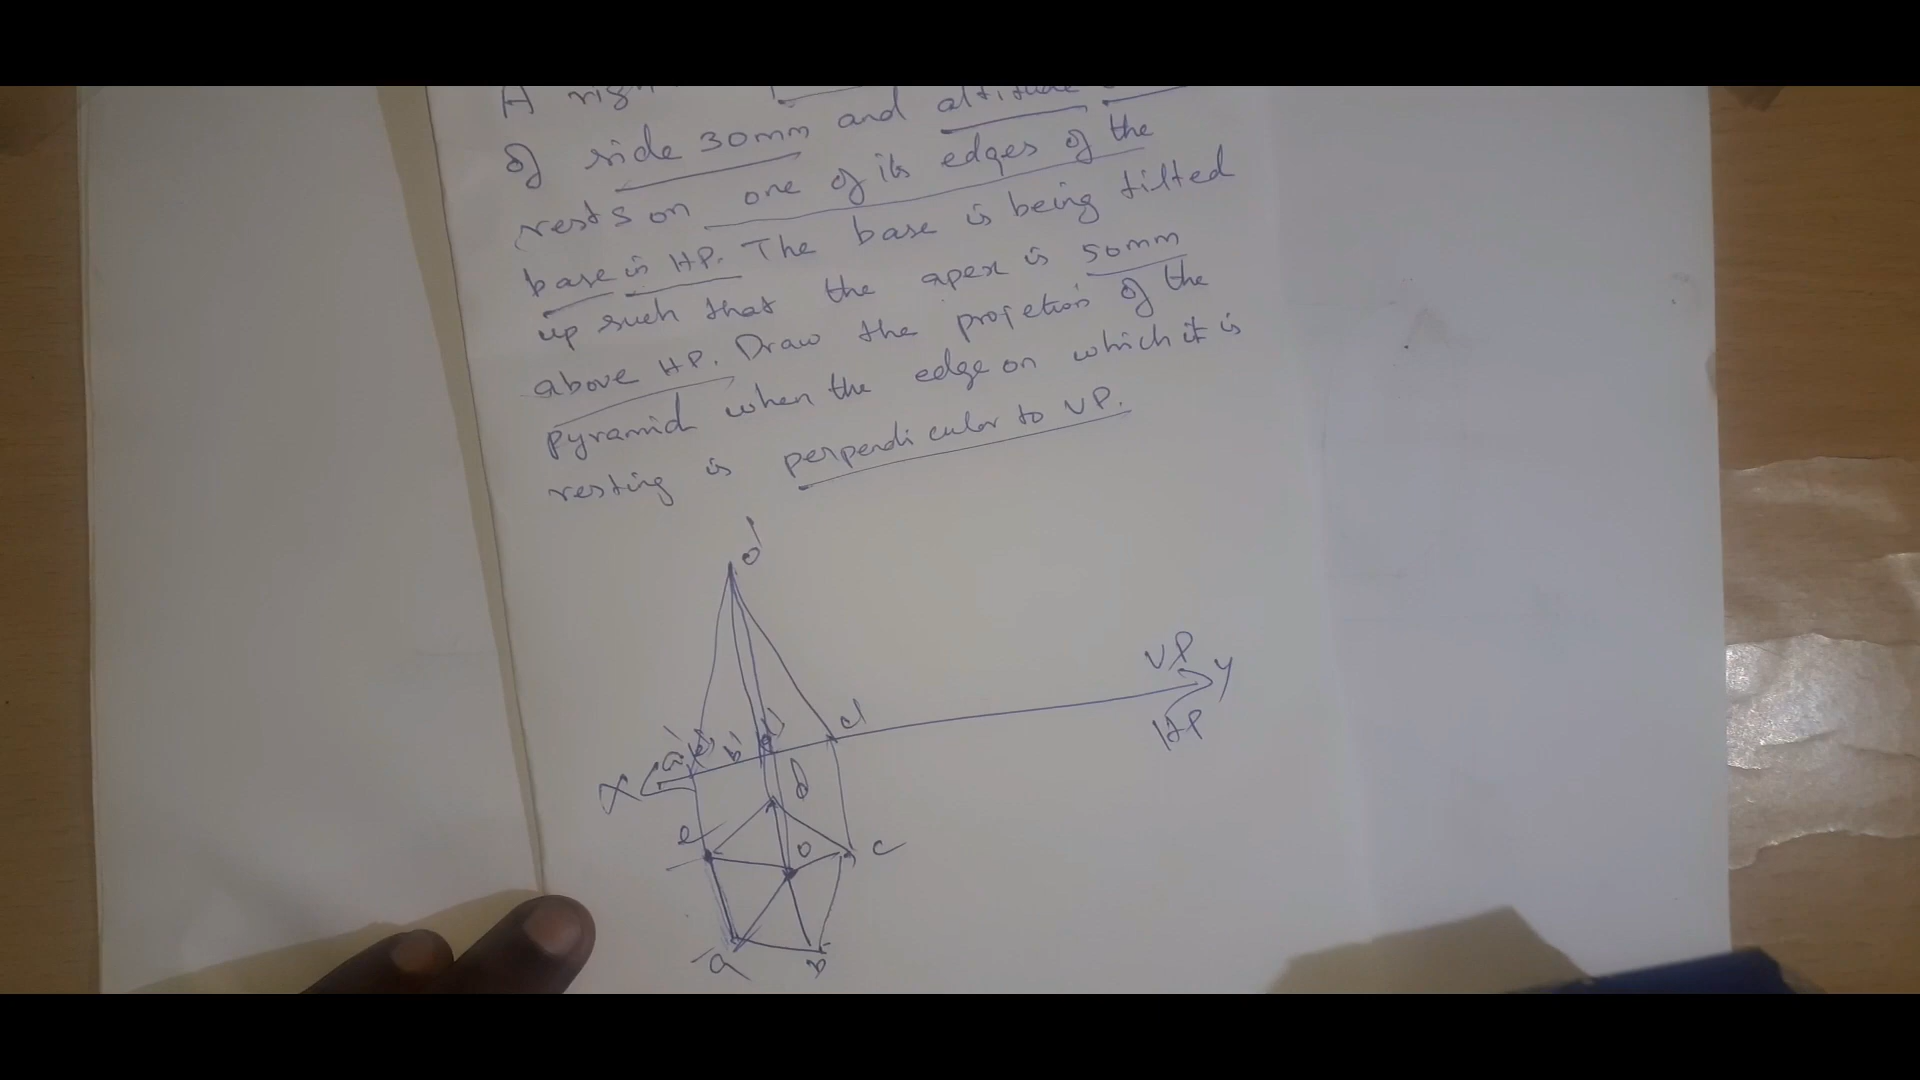 A
of side 30mm and altitude
rests on one of its edges of the
base is HP. The base is being tilted
up such that the apex is 50mm
above HP. Draw the projetion of the
pyramid when the edge on which it is
resting is perpendicular to VP.
o'
VP
y
d
HP
a' b'
X
d
e
o
c
a
b